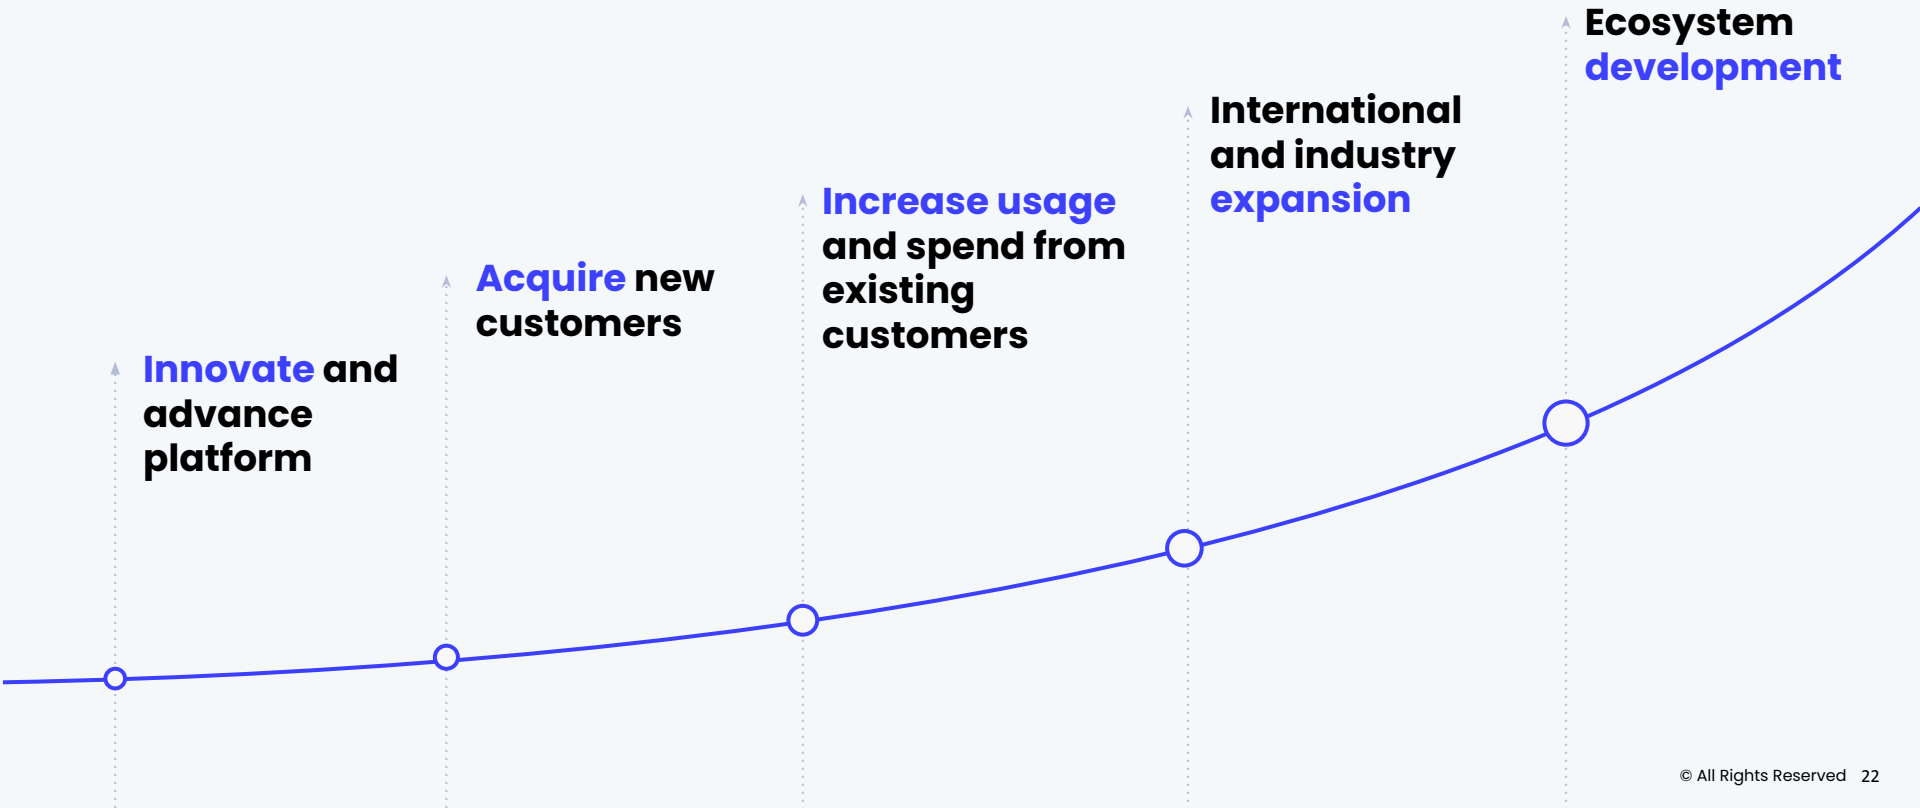 Innovate and
advance
platform
Acquire new
customers
Increase usage
and spend from
existing
customers
International
and industry
expansion
Ecosystem
development
© All Rights Reserved 22